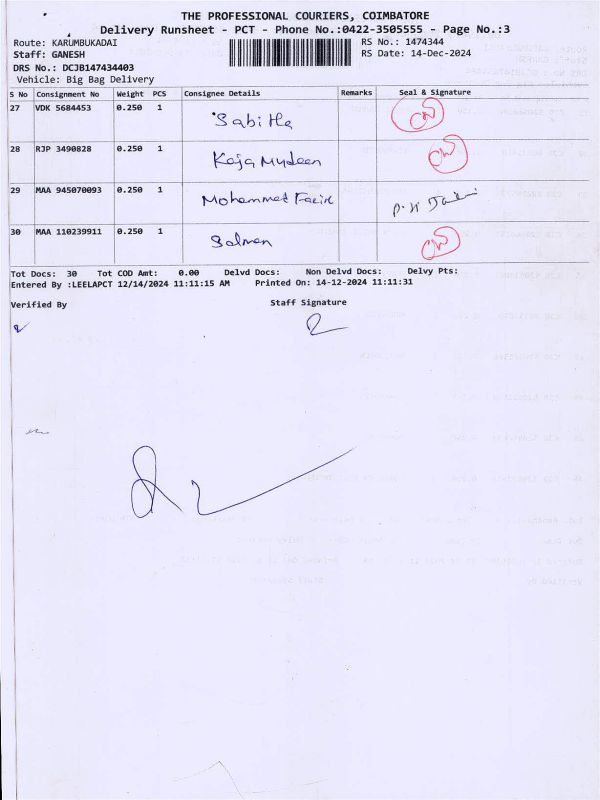 THE PROFESSIONAL COURIERS, COIMBATORE
Delivery Runsheet - PCT - Phone No.:0422-3505555 - Page No.:3
Route: KARUMBUKADAI RS No.: 1474344
Staff: GANESH RS Date: 14-Dec-2024
DRS No.: DCJB147434403
Vehicle: Big Bag Delivery
S No Consignment No Weight PCS Consignee Details Remarks Seal & Signature
27 VDK 5684453 0.250 1 Sabitha
28 RJP 3490828 0.250 1 Kaja Mydeen
29 MAA 945070093 0.250 1 Mohammed
30 MAA 110239911 0.250 1 Salman
Tot Docs: 30 Tot COD Amt: 0.00 Delvd Docs: Non Delvd Docs: Delvy Pts:
Entered By :LEELAPCT 12/14/2024 11:11:15 AM Printed On: 14-12-2024 11:11:31
Verified By Staff Signature